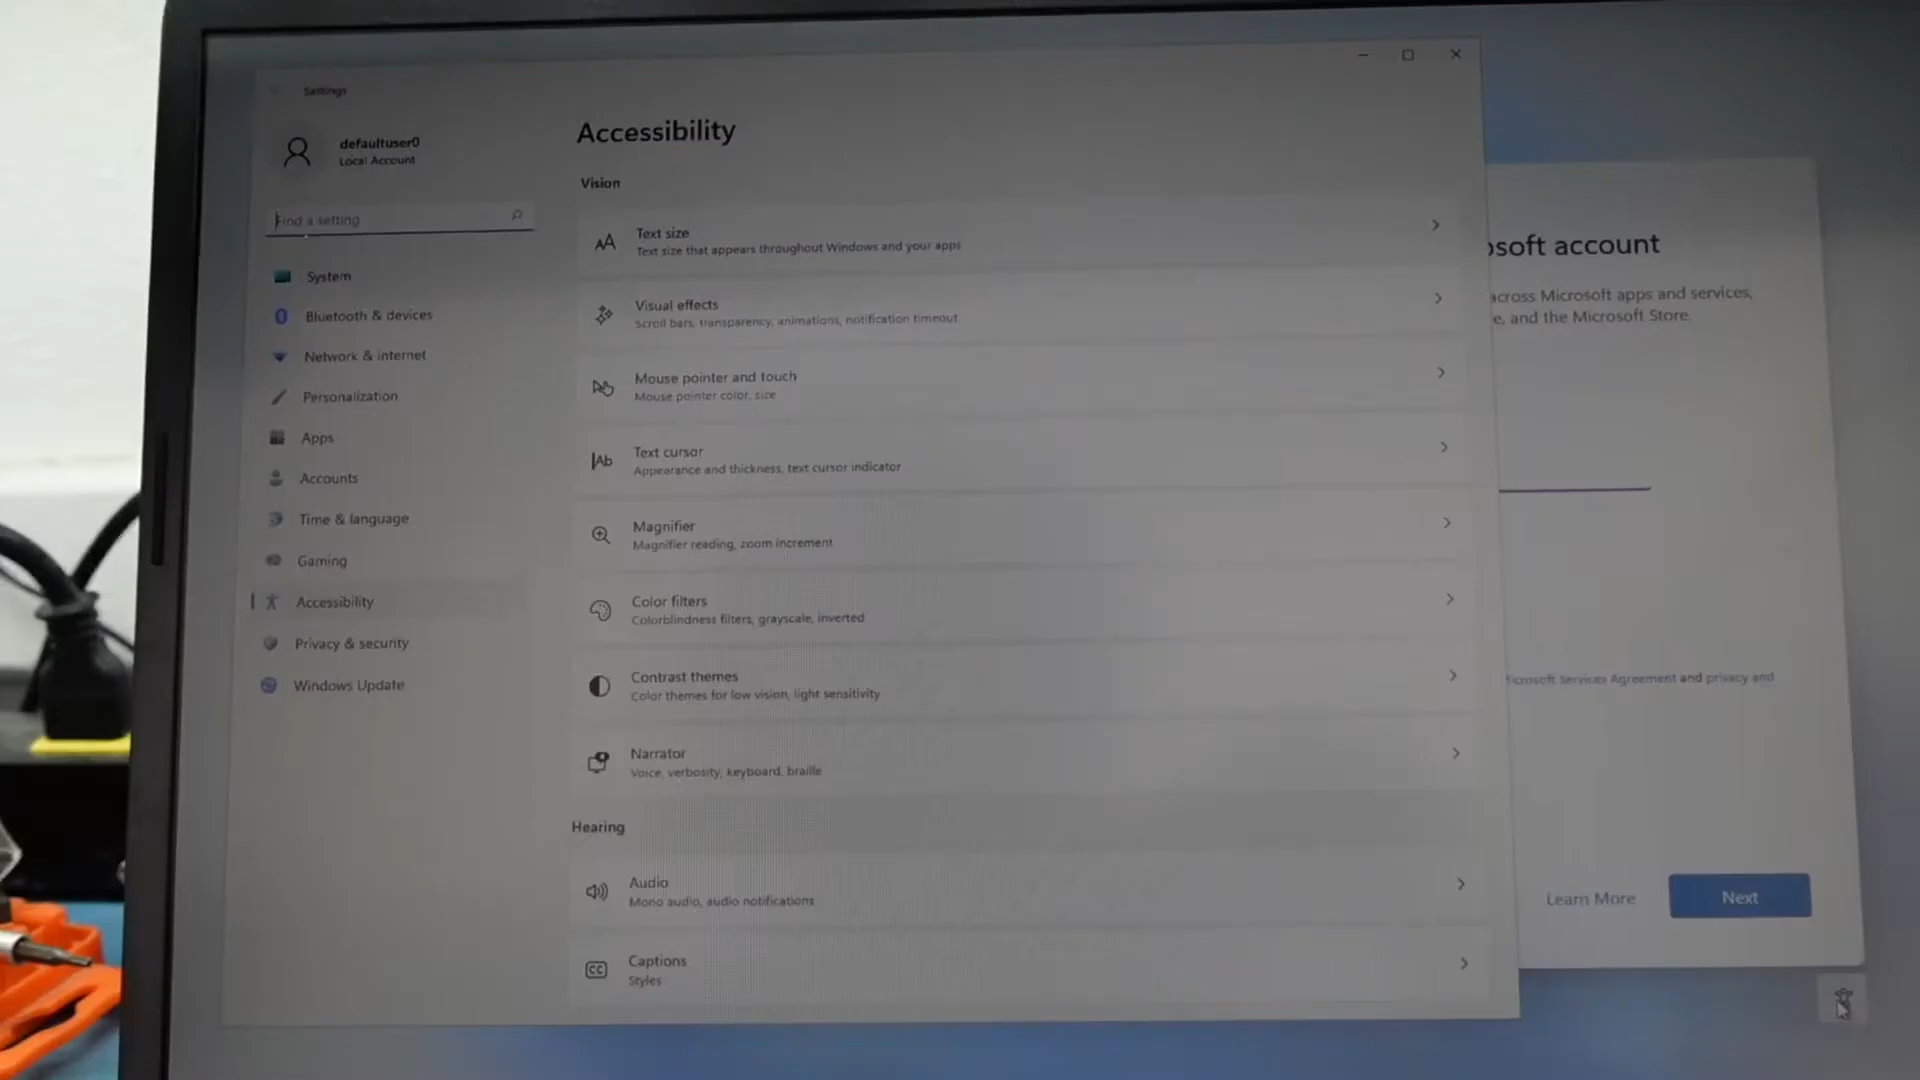 Settings
defaultuser0
Local Account
Find a setting
System
Bluetooth & devices
Network & internet
Personalization
Apps
Accounts
Time & language
Gaming
Accessibility
Privacy & security
Windows Update
Accessibility
Vision
Text size
Text size that appears throughout Windows and your apps
Visual effects
Scroll bars, transparency, animations, notification timeout
Mouse pointer and touch
Mouse pointer color, size
Text cursor
Appearance and thickness, text cursor indicator
Magnifier
Magnifier reading, zoom increment
Color filters
Colorblindness filters, grayscale, inverted
Contrast themes
Color themes for low vision, light sensitivity
Narrator
Voice, verbosity, keyboard, braille
Hearing
Audio
Mono audio, audio notifications
Captions
Styles
osoft account
across Microsoft apps and services,
e, and the Microsoft Store.
icrosoft Services Agreement and privacy and
Learn More
Next